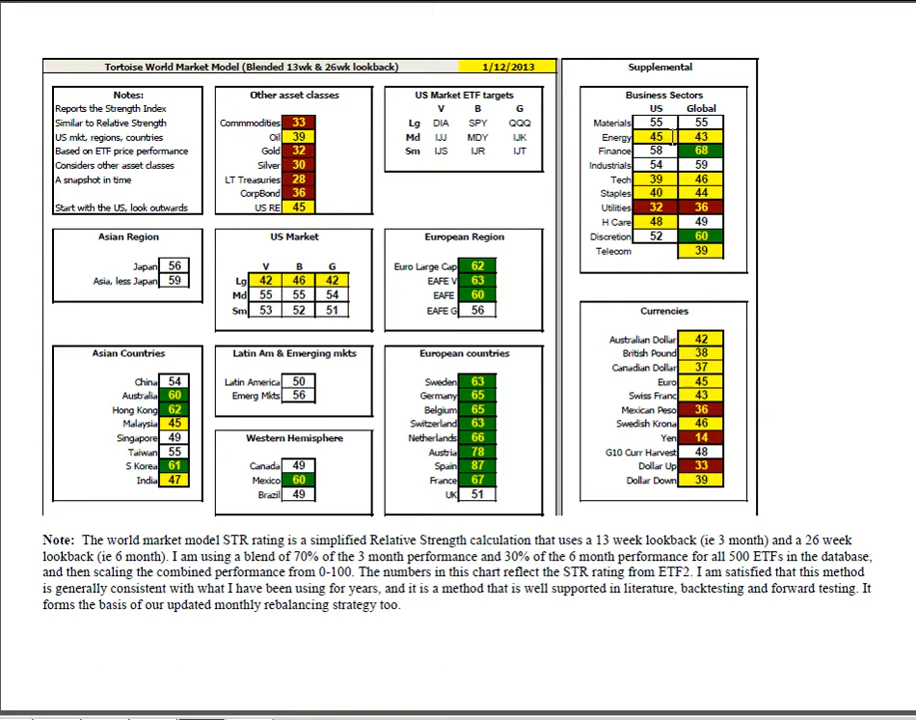 Tortoise World Market Model (Blended 13wk & 26wk lookback) 1/12/2013
Notes:
Reports the Strength Index
Similar to Relative Strength
US mkt, regions, countries
Based on ETF price performance
Considers other asset classes
A snapshot in time
Start with the US, look outwards
Other asset classes
Commmodities 33
Oil 39
Gold 32
Silver 30
LT Treasuries 28
CorpBond 36
US RE 45
US Market ETF targets
V B G
Lg DIA SPY QQQ
Md IJJ MDY IJK
Sm IJS IJR IJT
Asian Region
Japan 56
Asia, less Japan 59
US Market
V B G
Lg 42 46 42
Md 55 55 54
Sm 53 52 51
European Region
Euro Large Cap 62
EAFE V 63
EAFE 60
EAFE G 56
Asian Countries
China 54
Australia 60
Hong Kong 62
Malaysia 45
Singapore 49
Taiwan 55
S Korea 61
India 47
Latin Am & Emerging mkts
Latin America 50
Emerg Mkts 56
Western Hemisphere
Canada 49
Mexico 60
Brazil 49
European countries
Sweden 63
Germany 65
Belgium 65
Switzerland 63
Netherlands 66
Austria 78
Spain 87
France 67
UK 51
Supplemental
Business Sectors
US Global
Materials 55 55
Energy 45 43
Finance 58 68
Industrials 54 59
Tech 39 46
Staples 40 44
Utilities 32 36
H Care 48 49
Discretion 52 60
Telecom 39
Currencies
Australian Dollar 42
British Pound 38
Canadian Dollar 37
Euro 45
Swiss Franc 43
Mexican Peso 36
Swedish Krona 46
Yen 14
G10 Curr Harvest 48
Dollar Up 33
Dollar Down 39
Note: The world market model STR rating is a simplified Relative Strength calculation that uses a 13 week lookback (ie 3 month) and a 26 week
lookback (ie 6 month). I am using a blend of 70% of the 3 month performance and 30% of the 6 month performance for all 500 ETFs in the database,
and then scaling the combined performance from 0-100. The numbers in this chart reflect the STR rating from ETF2. I am satisfied that this method
is generally consistent with what I have been using for years, and it is a method that is well supported in literature, backtesting and forward testing. It
forms the basis of our updated monthly rebalancing strategy too.